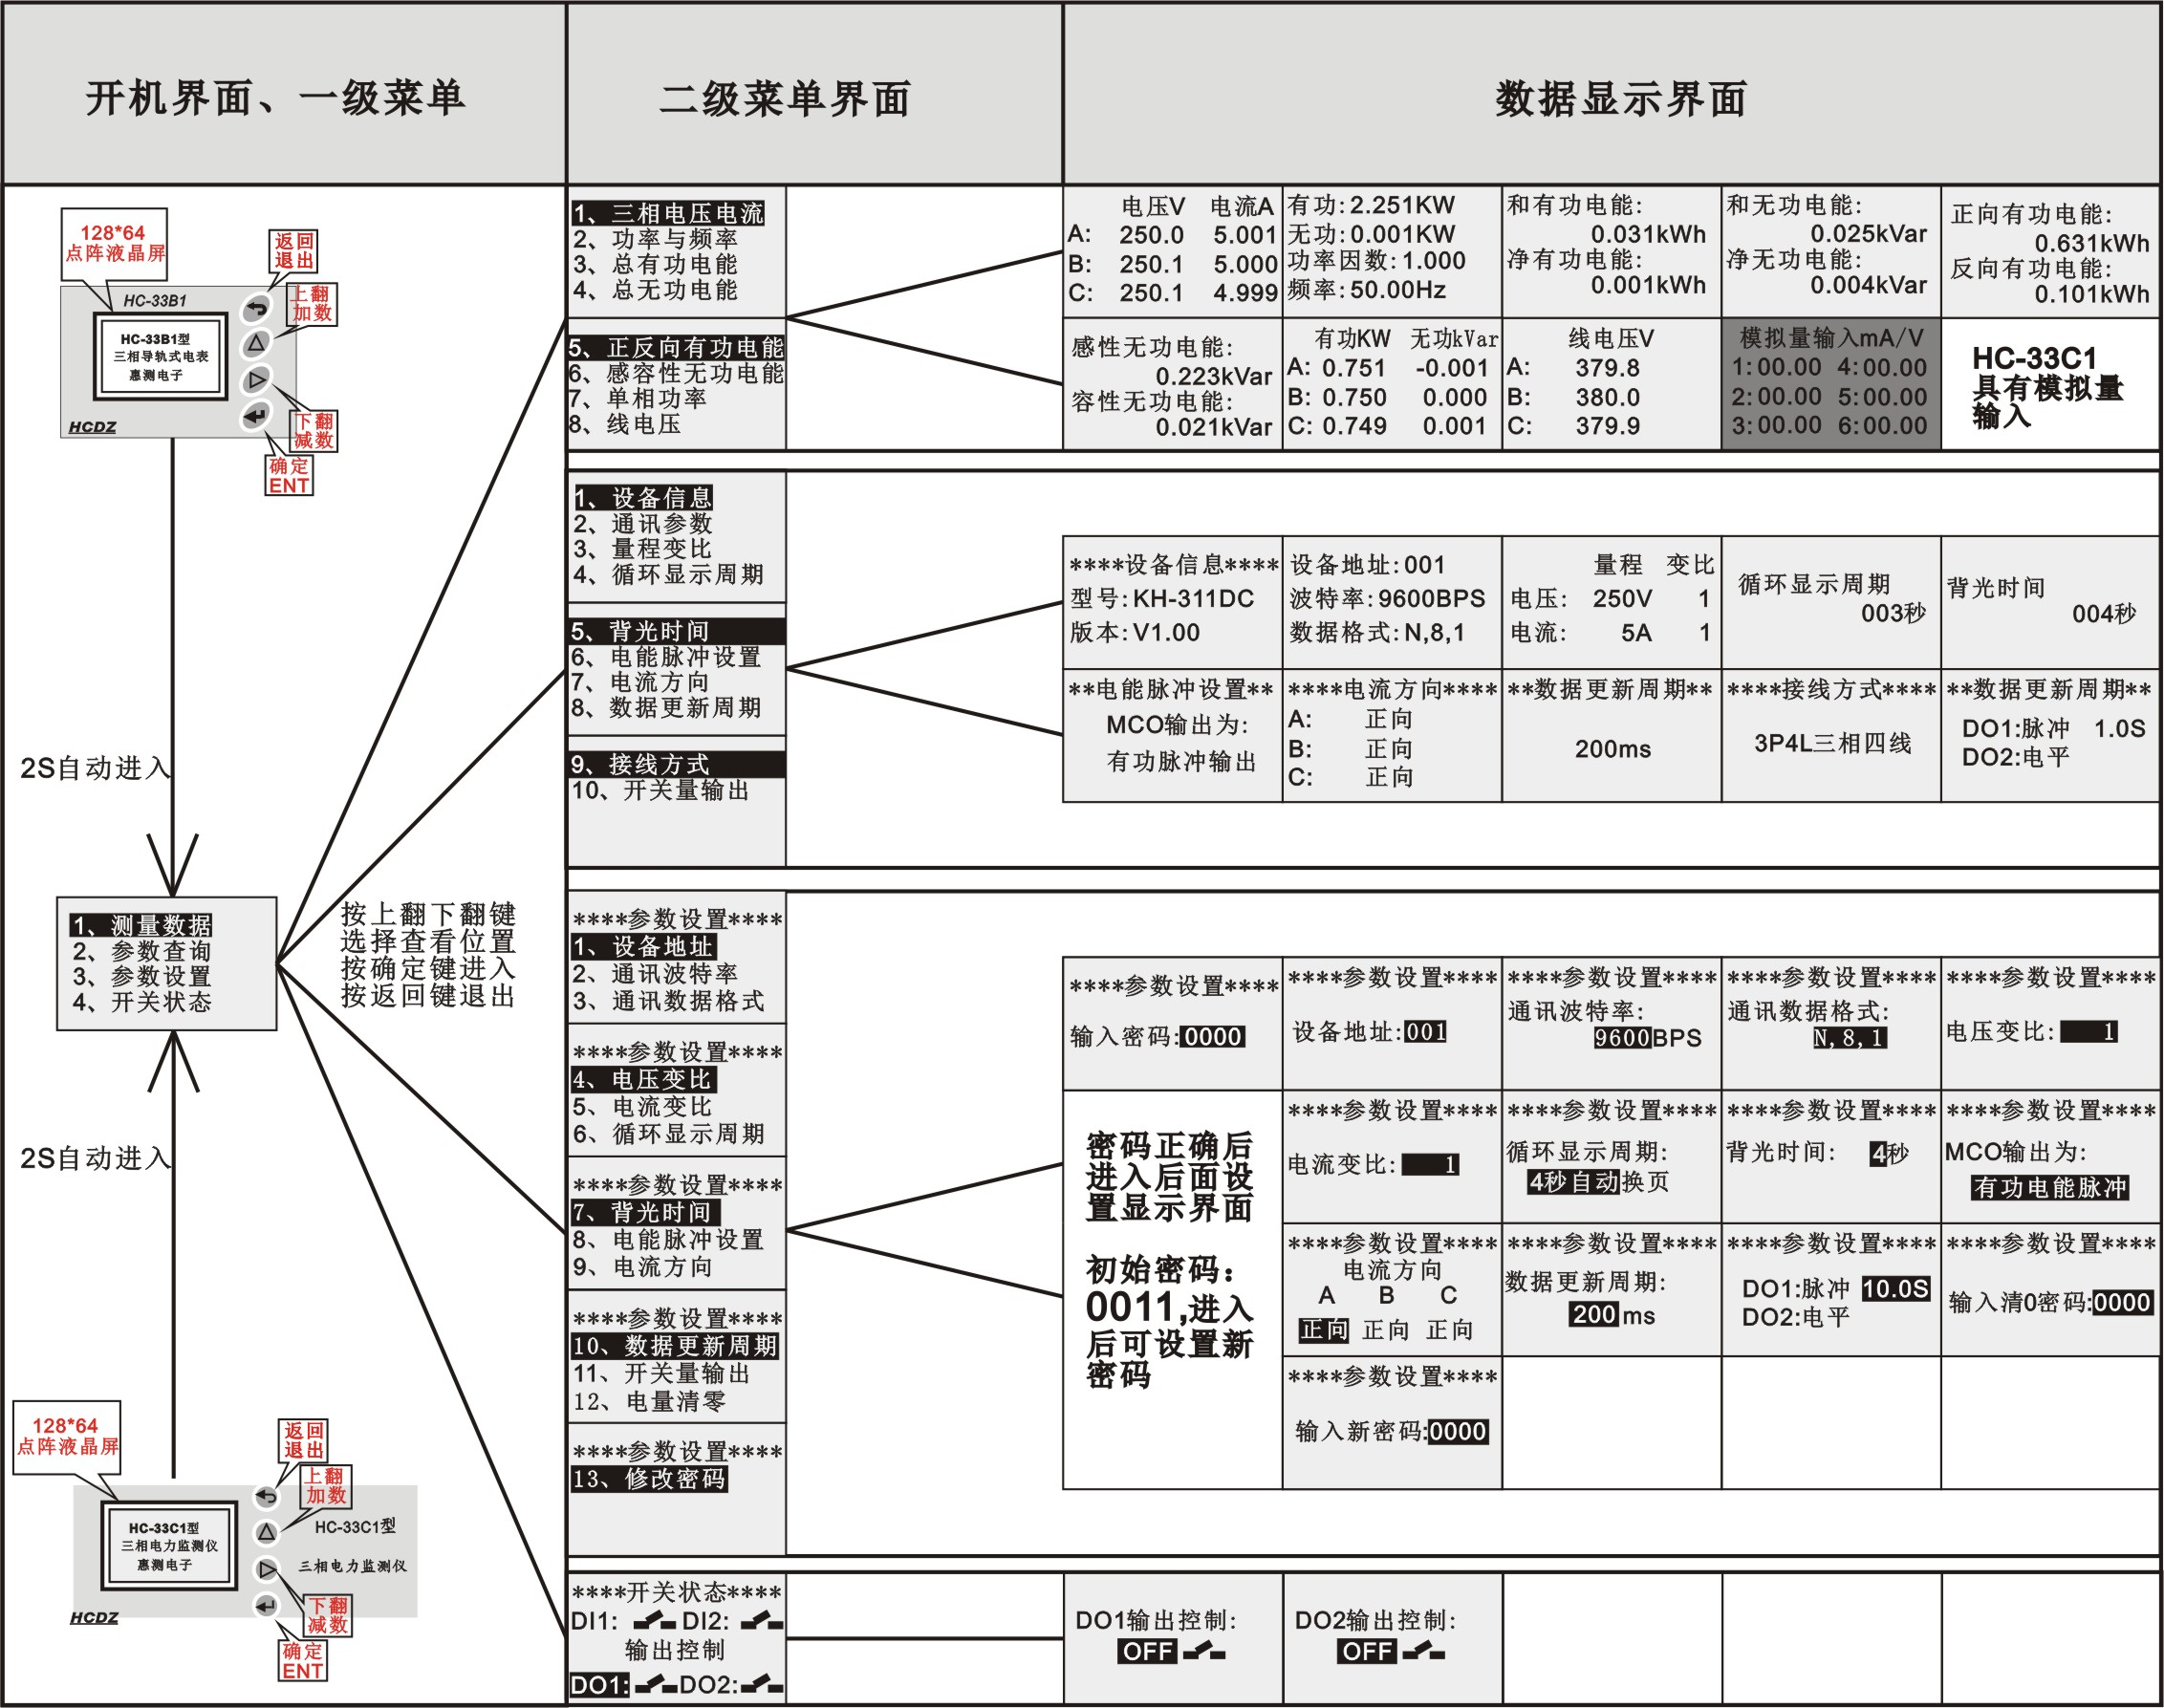 开机界面、一级菜单
二级菜单界面
数据显示界面
128*64
点阵液晶屏
返回
退出
HC-33B1
上翻
加数
HC-33B1型
三相导轨式电表
惠测电子
下翻
减数
HCDZ
确定
ENT
2S自动进入
1、测量数据
2、参数查询
3、参数设置
4、开关状态
按上翻下翻键
选择查看位置
按确定键进入
按返回键退出
2S自动进入
128*64
点阵液晶屏
返回
退出
上翻
加数
HC-33C1型
三相电力监测仪
惠测电子
HC-33C1型
三相电力监测仪
下翻
减数
HCDZ
确定
ENT
1、三相电压电流
2、功率与频率
3、总有功电能
4、总无功电能
5、正反向有功电能
6、感容性无功电能
7、单相功率
8、线电压
电压V 电流A
A: 250.0 5.001
B: 250.1 5.000
C: 250.1 4.999
有功:2.251KW
无功:0.001KW
功率因数:1.000
频率:50.00Hz
和有功电能:
0.031kWh
净有功电能:
0.001kWh
和无功电能:
0.025kVar
净无功电能:
0.004kVar
正向有功电能:
0.631kWh
反向有功电能:
0.101kWh
感性无功电能:
0.223kVar
容性无功电能:
0.021kVar
有功KW 无功kVar
A: 0.751 -0.001
B: 0.750 0.000
C: 0.749 0.001
线电压V
A: 379.8
B: 380.0
C: 379.9
模拟量输入mA/V
1:00.00 4:00.00
2:00.00 5:00.00
3:00.00 6:00.00
HC-33C1
具有模拟量
输入
1、设备信息
2、通讯参数
3、量程变比
4、循环显示周期
5、背光时间
6、电能脉冲设置
7、电流方向
8、数据更新周期
9、接线方式
10、开关量输出
****设备信息****
型号:KH-311DC
版本:V1.00
设备地址:001
波特率:9600BPS
数据格式:N,8,1
量程 变比
电压: 250V 1
电流: 5A 1
循环显示周期
003秒
背光时间
004秒
**电能脉冲设置**
MCO输出为:
有功脉冲输出
****电流方向****
A: 正向
B: 正向
C: 正向
**数据更新周期**
200ms
****接线方式****
3P4L三相四线
**数据更新周期**
DO1:脉冲 1.0S
DO2:电平
****参数设置****
1、设备地址
2、通讯波特率
3、通讯数据格式
****参数设置****
4、电压变比
5、电流变比
6、循环显示周期
****参数设置****
7、背光时间
8、电能脉冲设置
9、电流方向
****参数设置****
10、数据更新周期
11、开关量输出
12、电量清零
****参数设置****
13、修改密码
****参数设置****
输入密码:0000
****参数设置****
设备地址:001
****参数设置****
通讯波特率:
9600BPS
****参数设置****
通讯数据格式:
N,8,1
****参数设置****
电压变比: 1
密码正确后
进入后面设
置显示界面
初始密码:
0011,进入
后可设置新
密码
****参数设置****
电流变比: 1
****参数设置****
循环显示周期:
4秒自动换页
****参数设置****
背光时间: 4秒
****参数设置****
MCO输出为:
有功电能脉冲
****参数设置****
电流方向
A B C
正向 正向 正向
****参数设置****
数据更新周期:
200 ms
****参数设置****
DO1:脉冲 10.0S
DO2:电平
****参数设置****
输入清0密码:0000
****参数设置****
输入新密码:0000
****开关状态****
DI1: DI2:
输出控制
DO1: DO2:
DO1输出控制:
OFF
DO2输出控制:
OFF